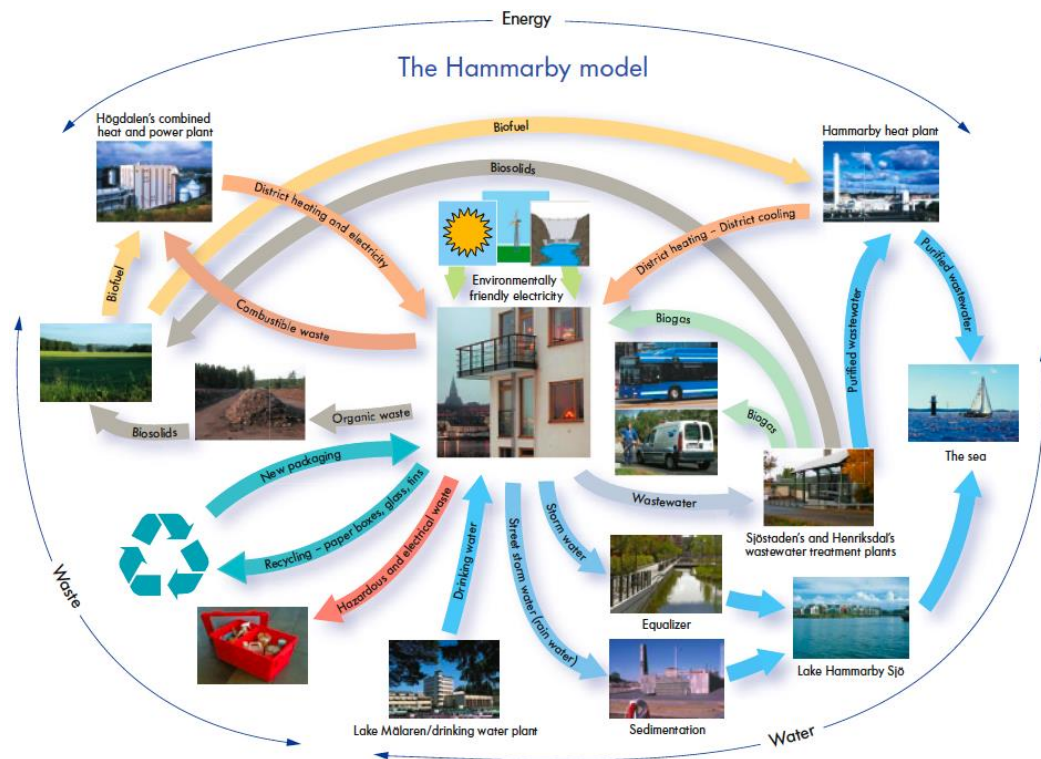 Energy
The Hammarby model
Högdalen's combined
heat and power plant
Hammarby heat plant
Biofuel
Biosolids
District heating and electricity
District heating – District cooling
Environmentally
friendly electricity
Biofuel
Combustible waste
Purified wastewater
Purified wastewater
Biogas
Biogas
Organic waste
Biosolids
The sea
New packaging
Recycling – paper boxes, glass, tins
Hazardous and electrical waste
Drinking water
Street storm water (rain water)
Storm water
Wastewater
Sjöstaden's and Henriksdal's
wastewater treatment plants
Waste
Equalizer
Lake Hammarby Sjö
Lake Mälaren/drinking water plant
Sedimentation
Water